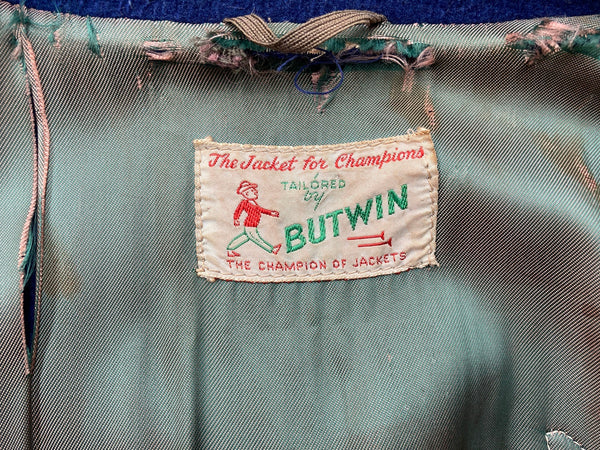 The Jacket for Champions
TAILORED
by
BUTWIN
THE CHAMPION OF JACKETS